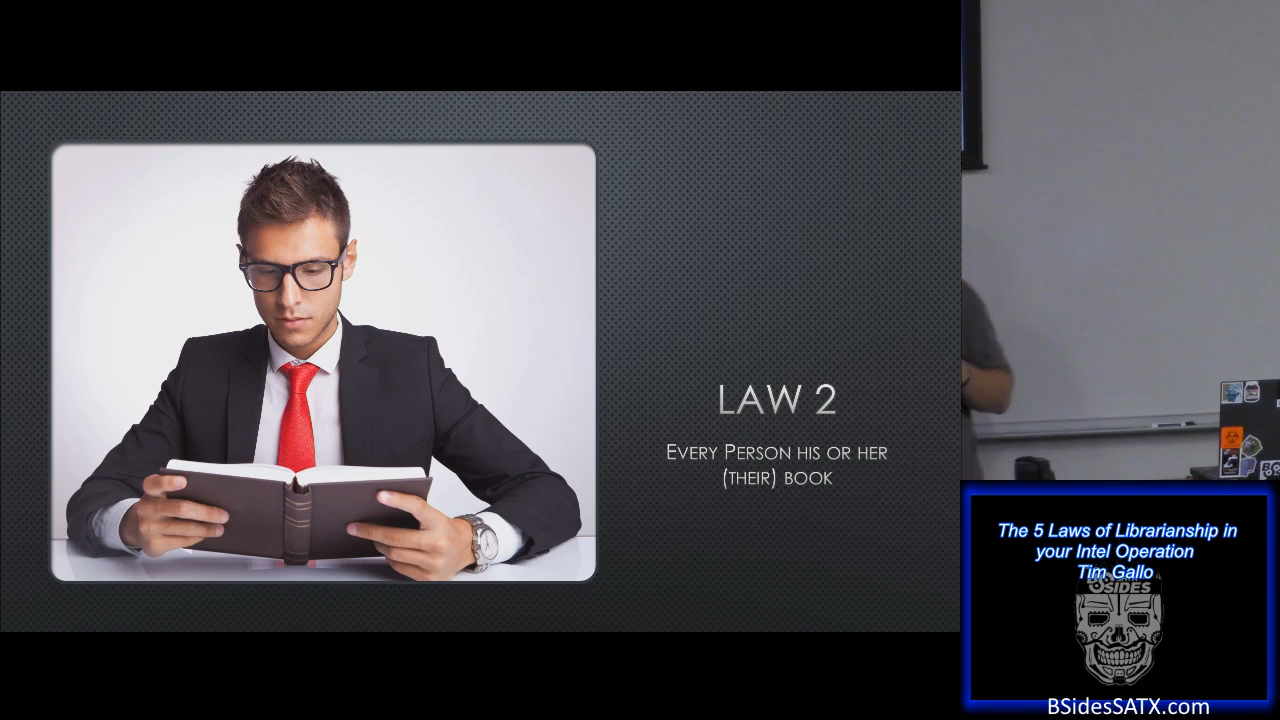 LAW 2
EVERY PERSON HIS OR HER
(THEIR) BOOK
The 5 Laws of Librarianship in
your Intel Operation
Tim Gallo
BSIDES
BSidesSATX.com